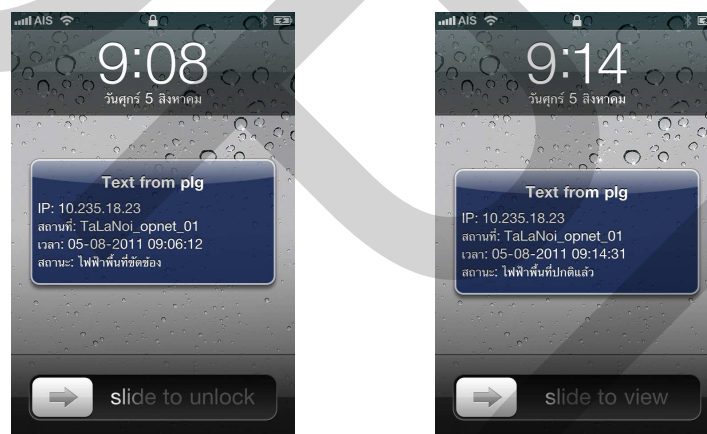 AIS
9:08
วันศุกร์ 5 สิงหาคม
Text from plg
IP: 10.235.18.23
สถานที่: TaLaNoi_opnet_01
เวลา: 05-08-2011 09:06:12
สถานะ: ไฟฟ้าพื้นที่ขัดข้อง
slide to unlock
AIS
9:14
วันศุกร์ 5 สิงหาคม
Text from plg
IP: 10.235.18.23
สถานที่: TaLaNoi_opnet_01
เวลา: 05-08-2011 09:14:31
สถานะ: ไฟฟ้าพื้นที่ปกติแล้ว
slide to view